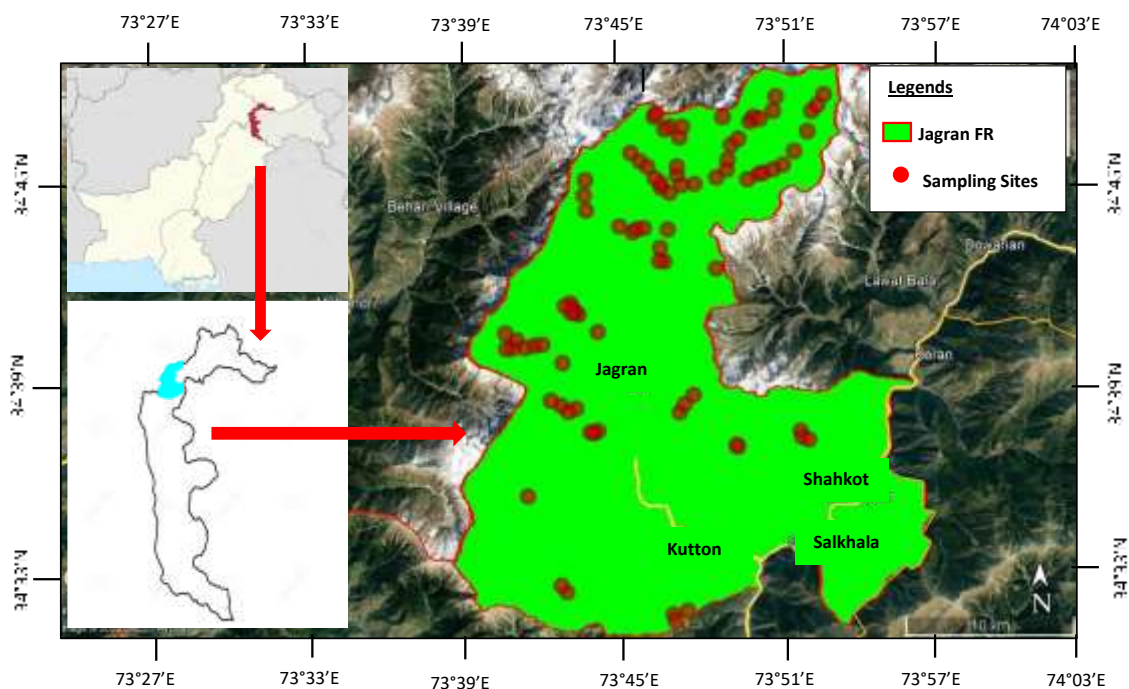 73°27’E 73°33’E 73°39’E 73°45’E 73°51’E 73°57’E 74°03’E
Legends
Jagran FR
Sampling Sites
Village
Lawat Bala
Jagran
Shahkot
Salkhala
Kutton
N
10 km
73°27’E 73°33’E 73°39’E 73°45’E 73°51’E 73°57’E 74°03’E